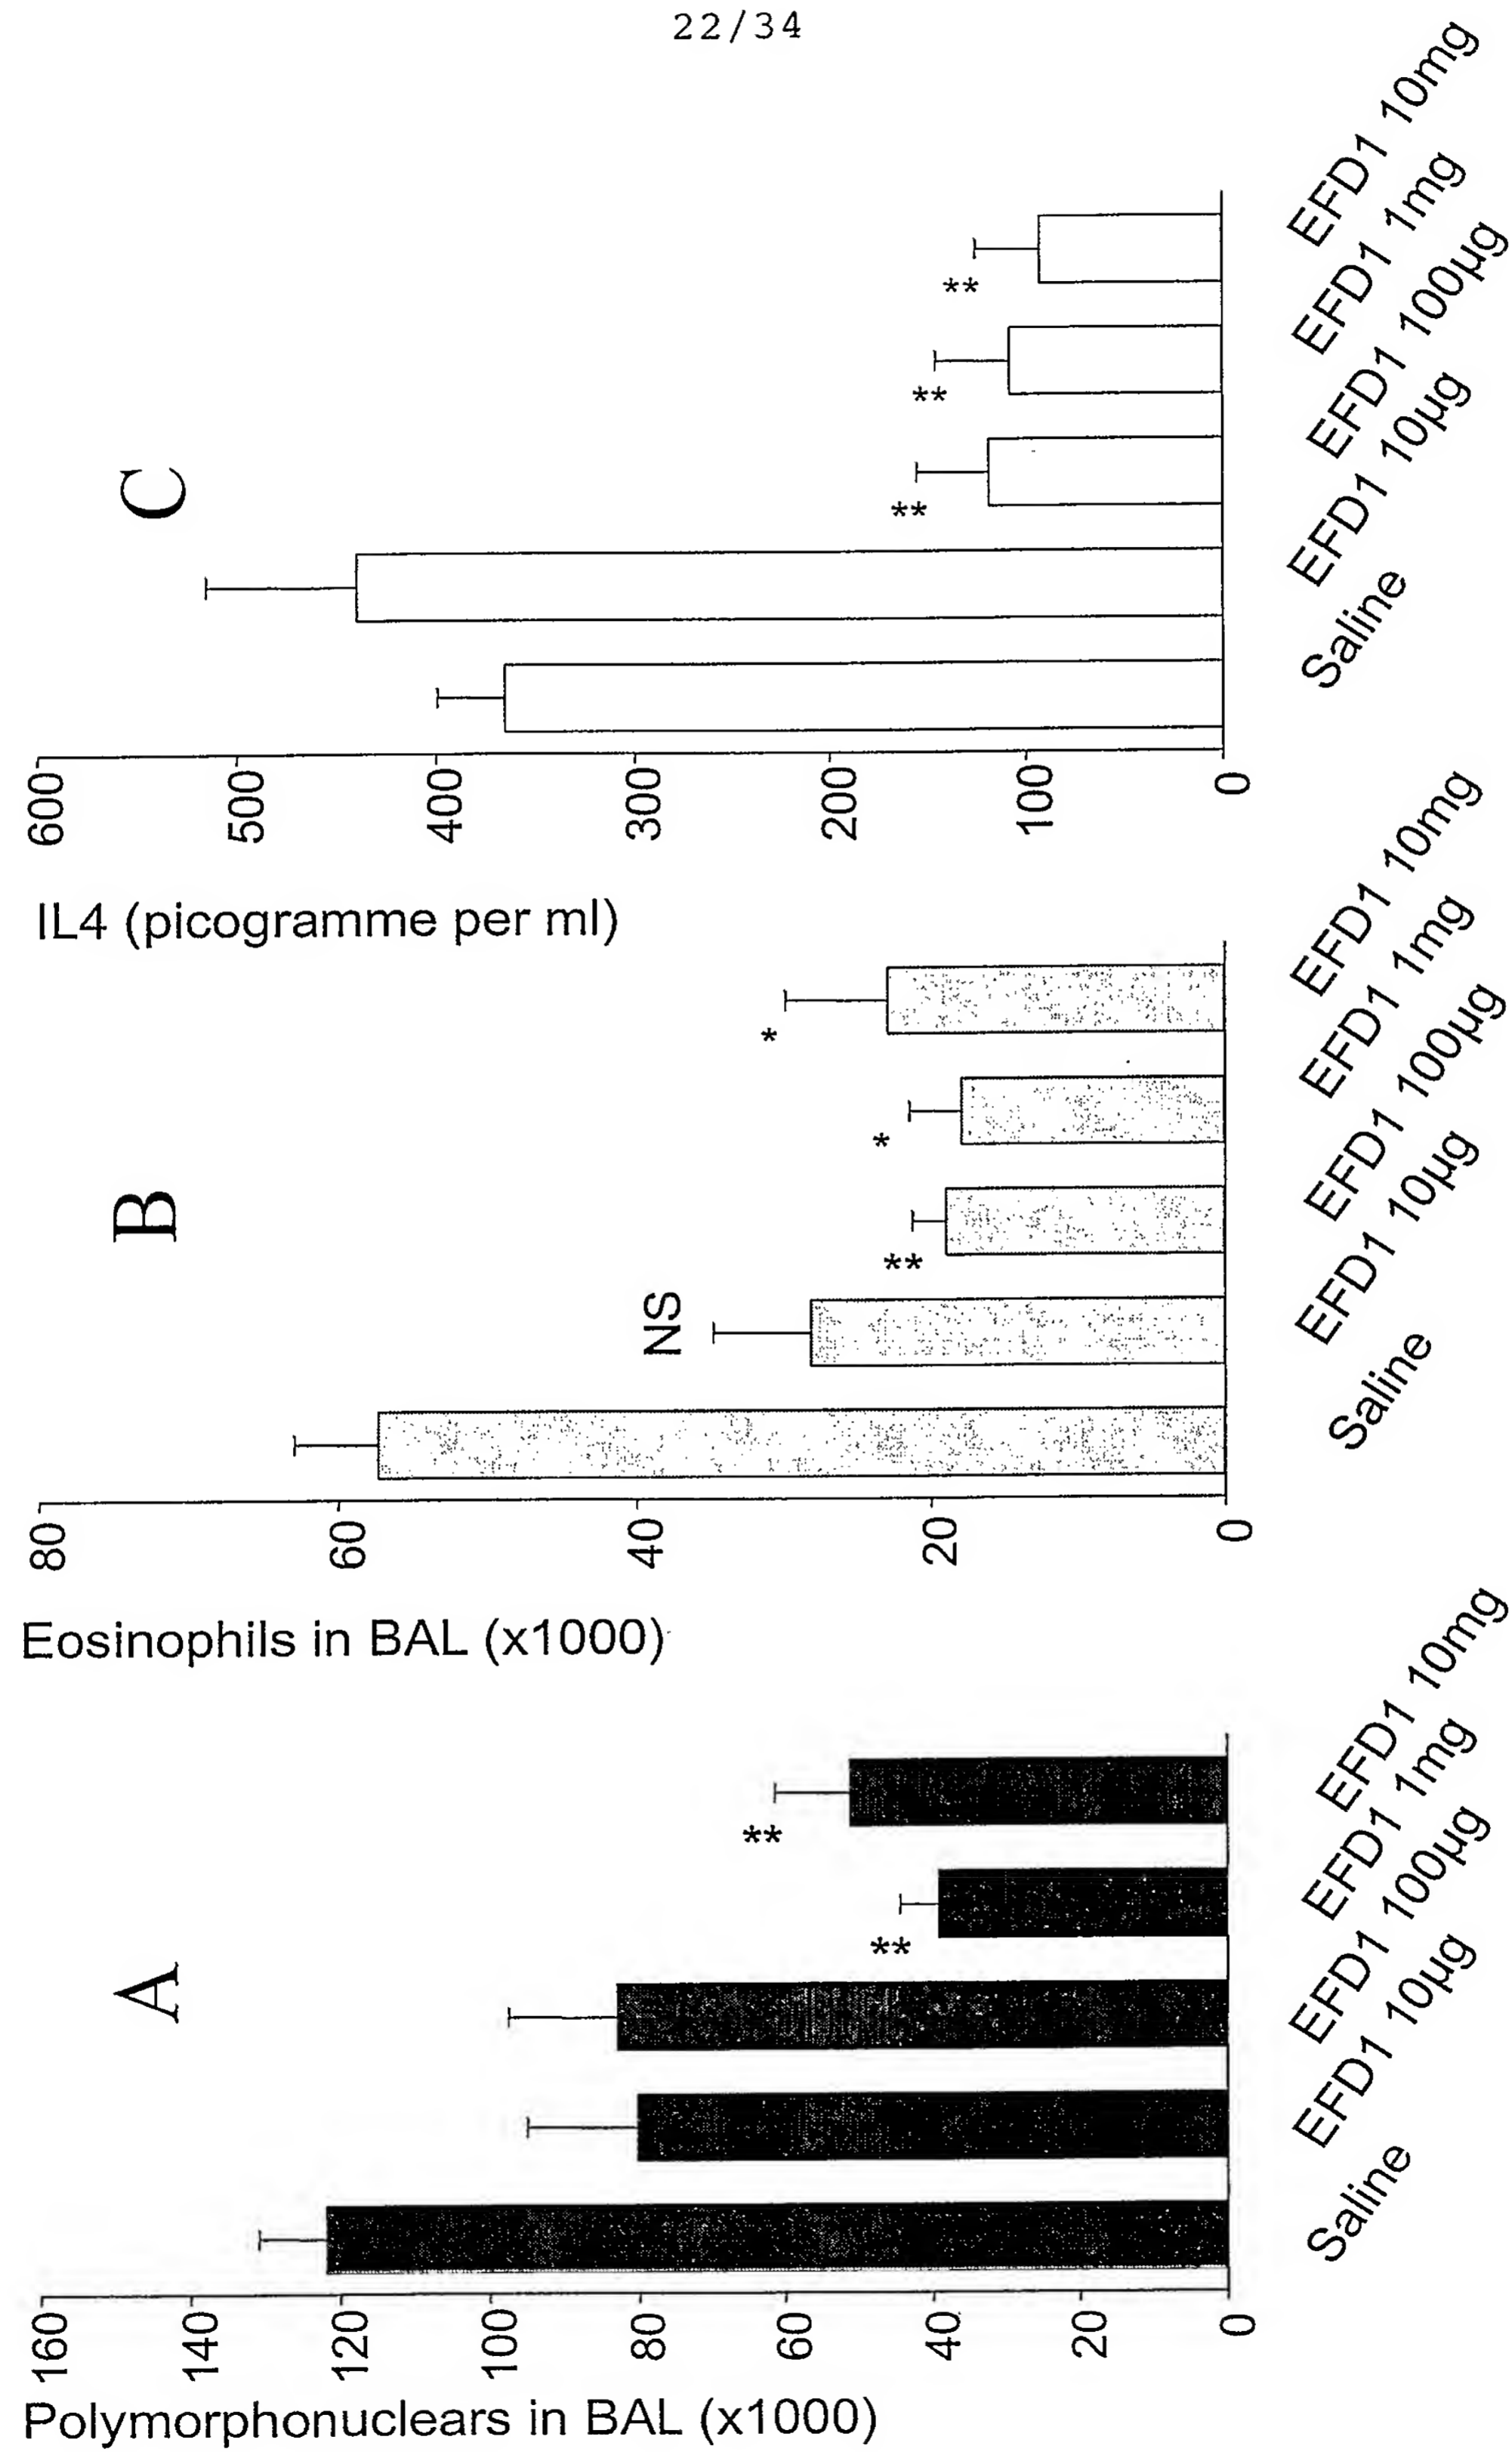 22/34
A
Polymorphonuclears in BAL (x1000)
160
140
120
100
80
60
40
20
0
**
**
Saline
EFD1 10µg
EFD1 100µg
EFD1 1mg
EFD1 10mg
B
Eosinophils in BAL (x1000)
80
60
40
20
0
NS
**
*
*
Saline
EFD1 10µg
EFD1 100µg
EFD1 1mg
EFD1 10mg
C
IL4 (picogramme per ml)
600
500
400
300
200
100
0
**
**
**
Saline
EFD1 10µg
EFD1 100µg
EFD1 1mg
EFD1 10mg